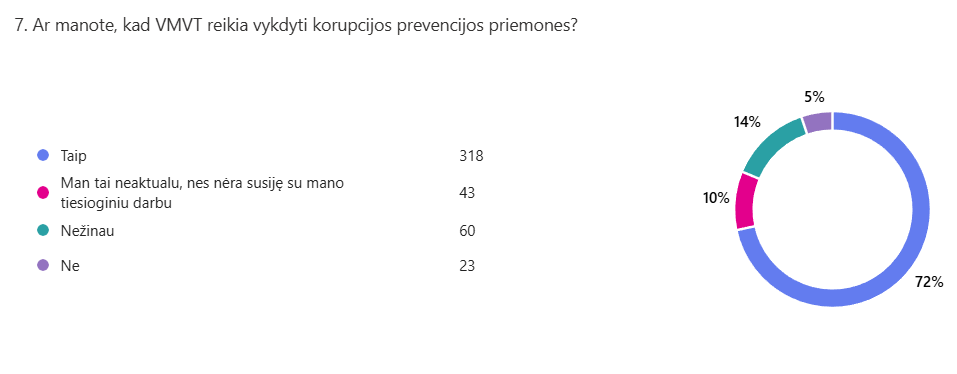 7. Ar manote, kad VMVT reikia vykdyti korupcijos prevencijos priemones?
Taip 318
Man tai neaktualu, nes nėra susiję su mano
tiesioginiu darbu 43
Nežinau 60
Ne 23
5%
14%
10%
72%